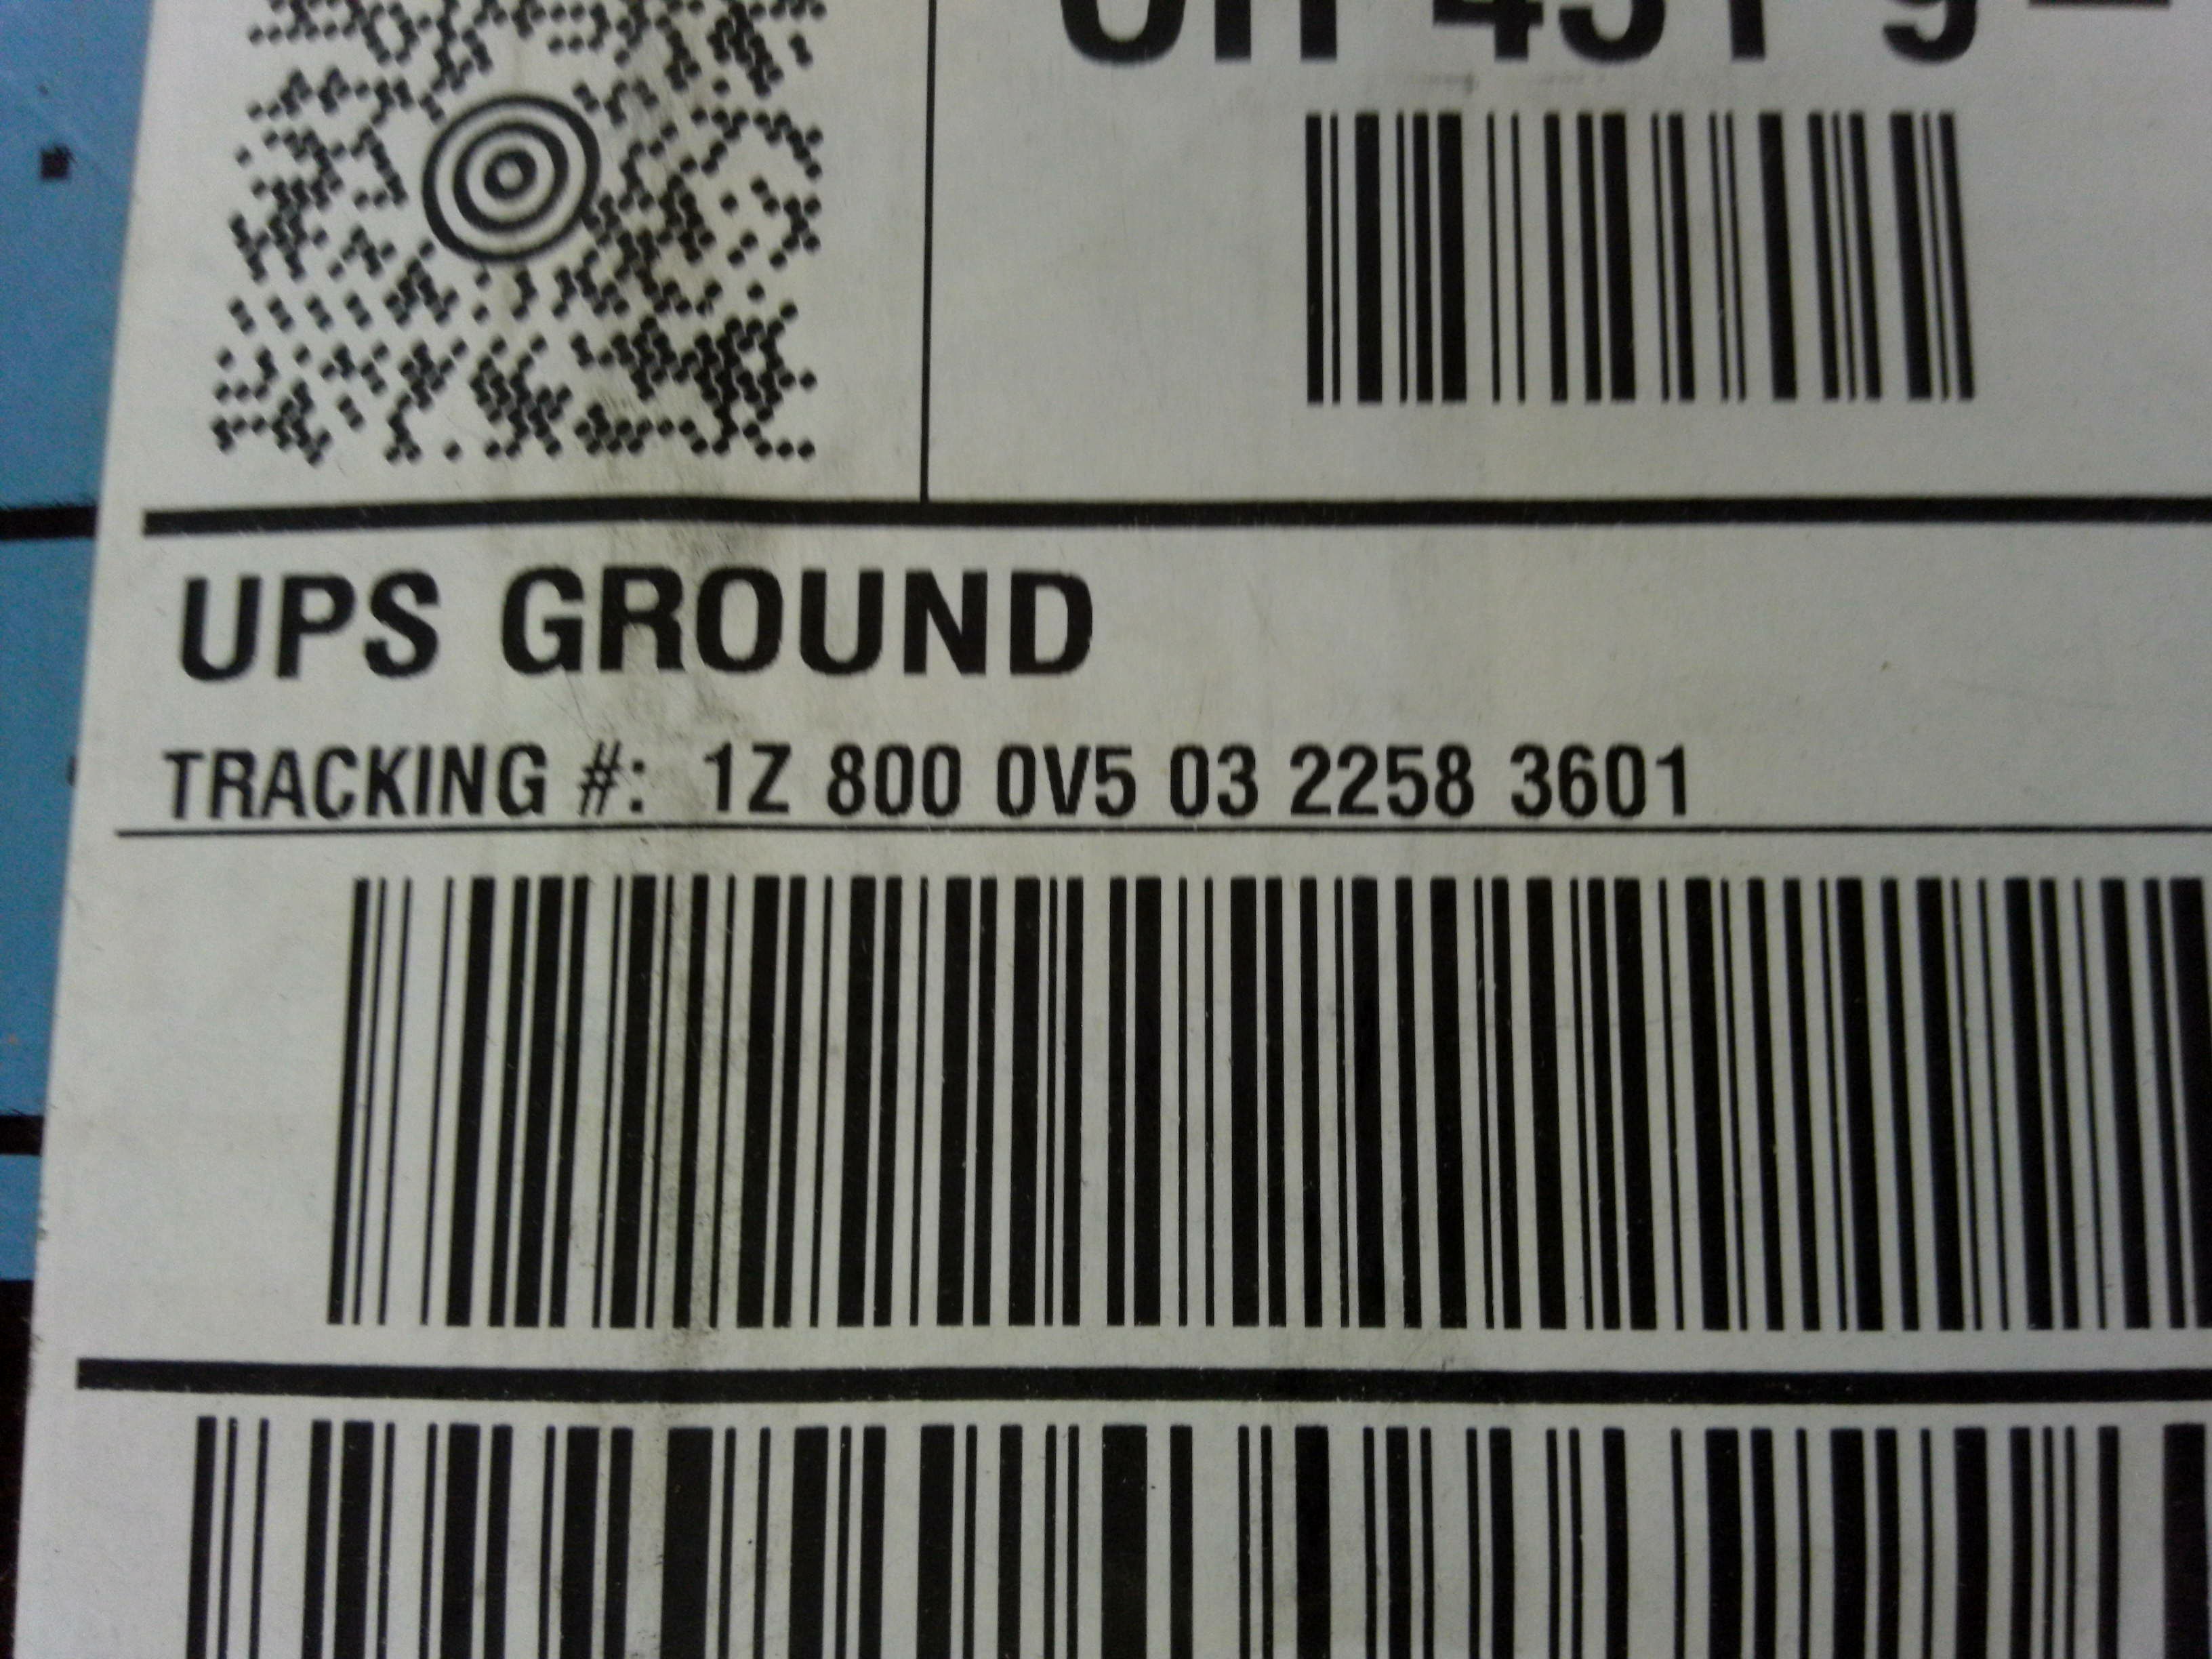 UPS GROUND
TRACKING #: 1Z 800 0V5 03 2258 3601